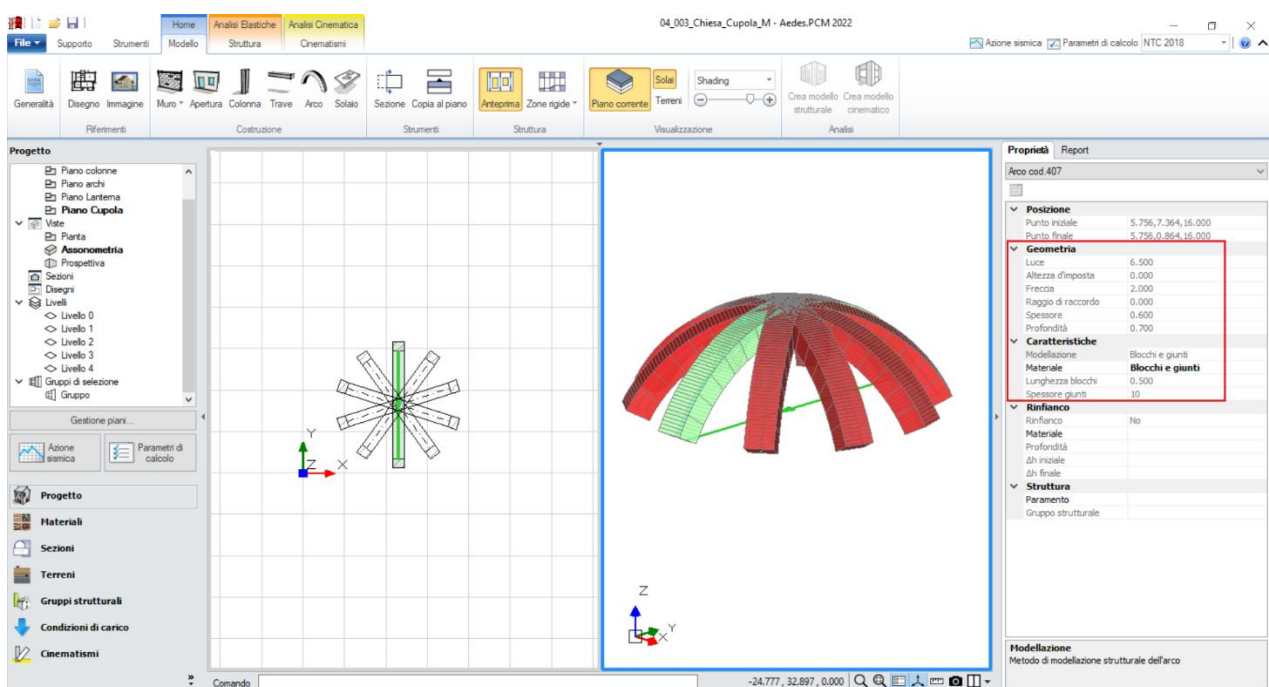 Home
Analisi Elastiche
Analisi Cinematica
04_003_Chiesa_Cupola_M - Aedes.PCM 2022
File
Supporto
Strumenti
Modello
Struttura
Cinematismi
Azione sismica
Parametri di calcolo
NTC 2018
Generalità
Disegno
Immagine
Muro
Apertura
Colonna
Trave
Arco
Solaio
Sezione
Copia al piano
Anteprima
Zone rigide
Piano corrente
Solai
Terreni
Shading
Crea modello strutturale
Crea modello cinematico
Riferimenti
Costruzione
Strumenti
Struttura
Visualizzazione
Analisi
Progetto
Piano colonne
Piano archi
Piano Lanterna
Piano Cupola
Viste
Pianta
Assonometria
Prospettiva
Sezioni
Disegni
Livelli
Livello 0
Livello 1
Livello 2
Livello 3
Livello 4
Gruppi di selezione
Gruppo
Gestione piani...
Azione sismica
Parametri di calcolo
Progetto
Materiali
Sezioni
Terreni
Gruppi strutturali
Condizioni di carico
Cinematismi
Y
Z
X
Z
Y
X
Comando
-24.777 , 32.897 , 0.000
Proprietà
Report
Arco cod.407
Posizione
Punto iniziale 5.756,7.364,16.000
Punto finale 5.756,0.864,16.000
Geometria
Luce 6.500
Altezza d'imposta 0.000
Freccia 2.000
Raggio di raccordo 0.000
Spessore 0.600
Profondità 0.700
Caratteristiche
Modellazione Blocchi e giunti
Materiale Blocchi e giunti
Lunghezza blocchi 0.500
Spessore giunti 10
Rinfianco
Rinfianco No
Materiale
Profondità
Δh iniziale
Δh finale
Struttura
Paramento
Gruppo strutturale
Modellazione
Metodo di modellazione strutturale dell'arco